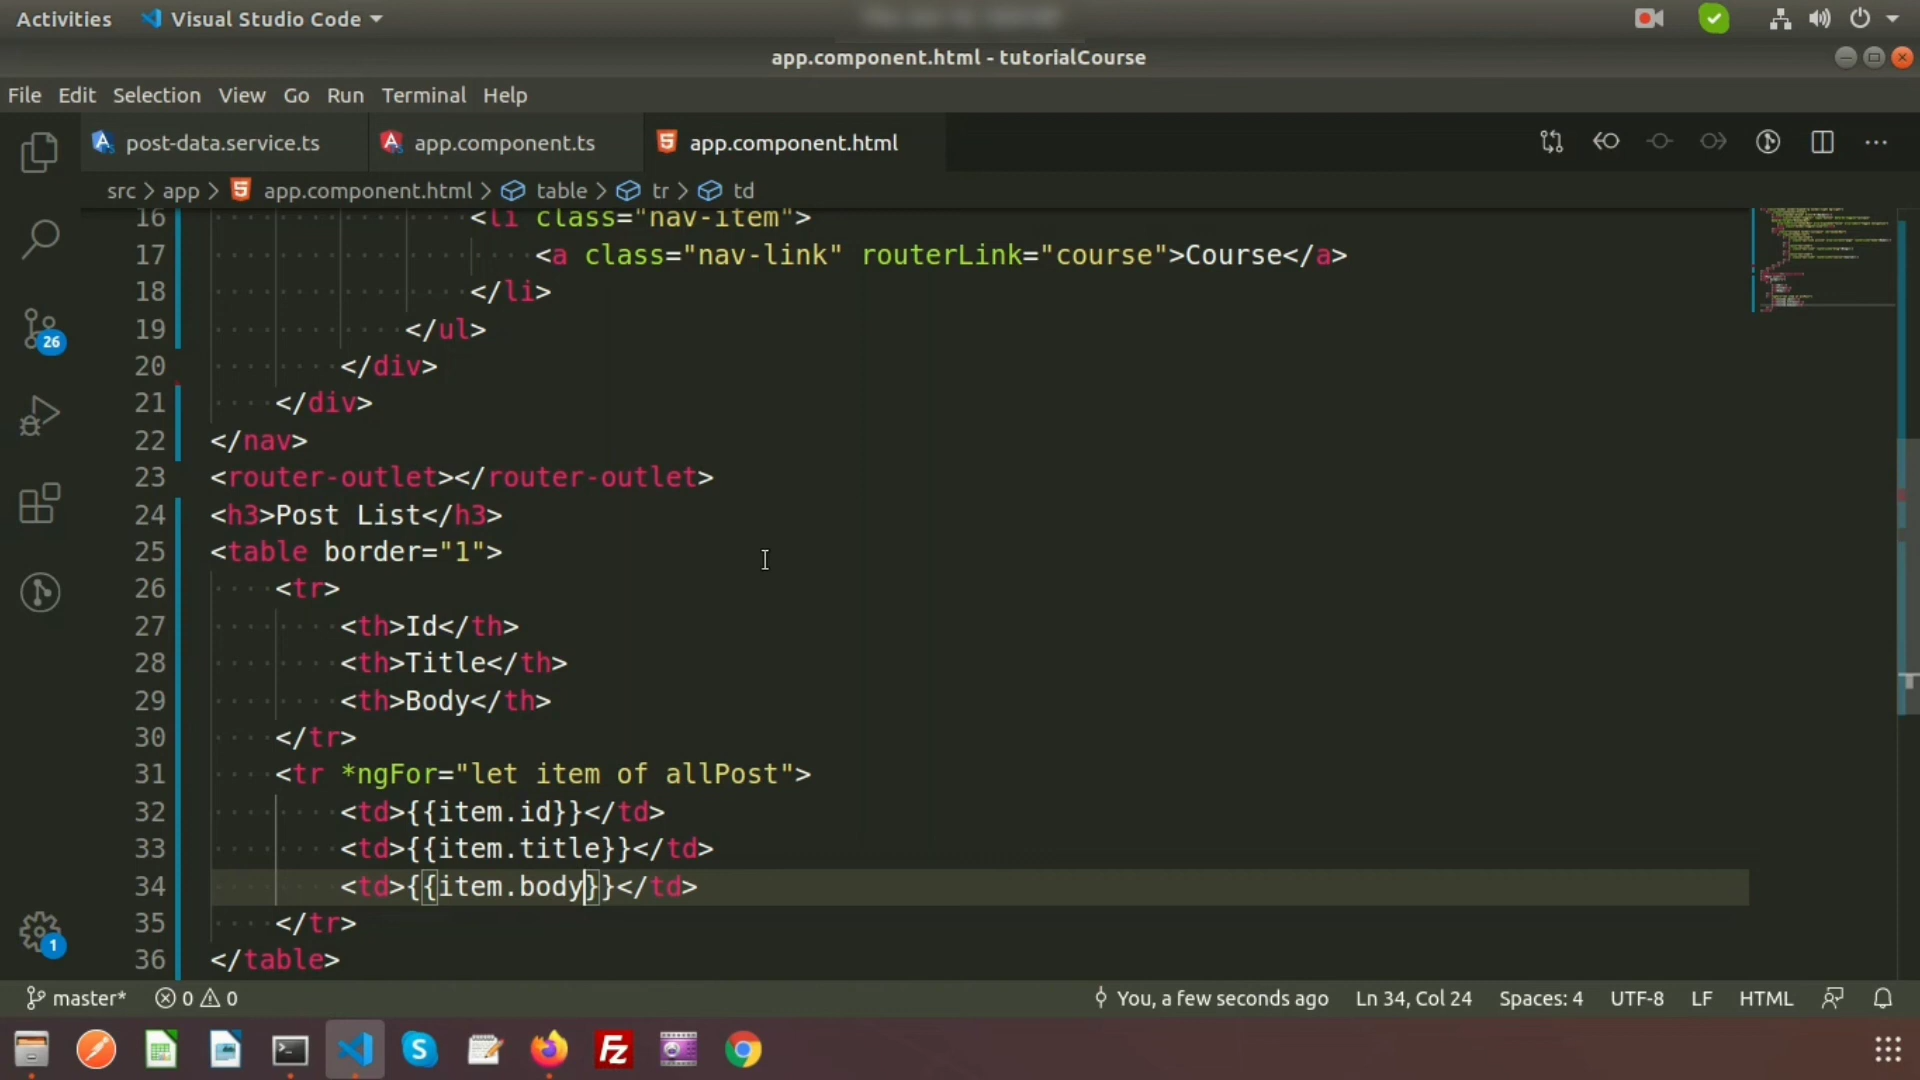 Activities Visual Studio Code
app.component.html - tutorialCourse
File Edit Selection View Go Run Terminal Help
post-data.service.ts app.component.ts app.component.html
src > app > app.component.html > table > tr > td
16 <li class="nav-item">
17 <a class="nav-link" routerLink="course">Course</a>
18 </li>
19 </ul>
20 </div>
21 </div>
22 </nav>
23 <router-outlet></router-outlet>
24 <h3>Post List</h3>
25 <table border="1">
26 <tr>
27 <th>Id</th>
28 <th>Title</th>
29 <th>Body</th>
30 </tr>
31 <tr *ngFor="let item of allPost">
32 <td>{{item.id}}</td>
33 <td>{{item.title}}</td>
34 <td>{{item.body}}</td>
35 </tr>
36 </table>
26
1
master* 0 0 You, a few seconds ago Ln 34, Col 24 Spaces: 4 UTF-8 LF HTML
S Fz